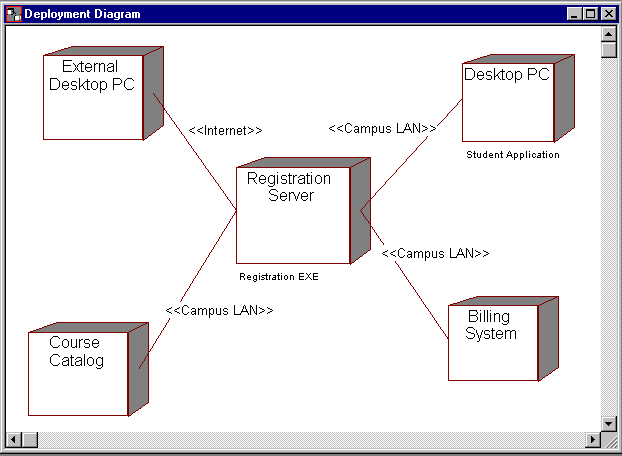 Deployment Diagram
External
Desktop PC
Desktop PC
<<Internet>>
<<Campus LAN>>
Student Application
Registration
Server
<<Campus LAN>>
Registration EXE
<<Campus LAN>>
Billing
System
Course
Catalog